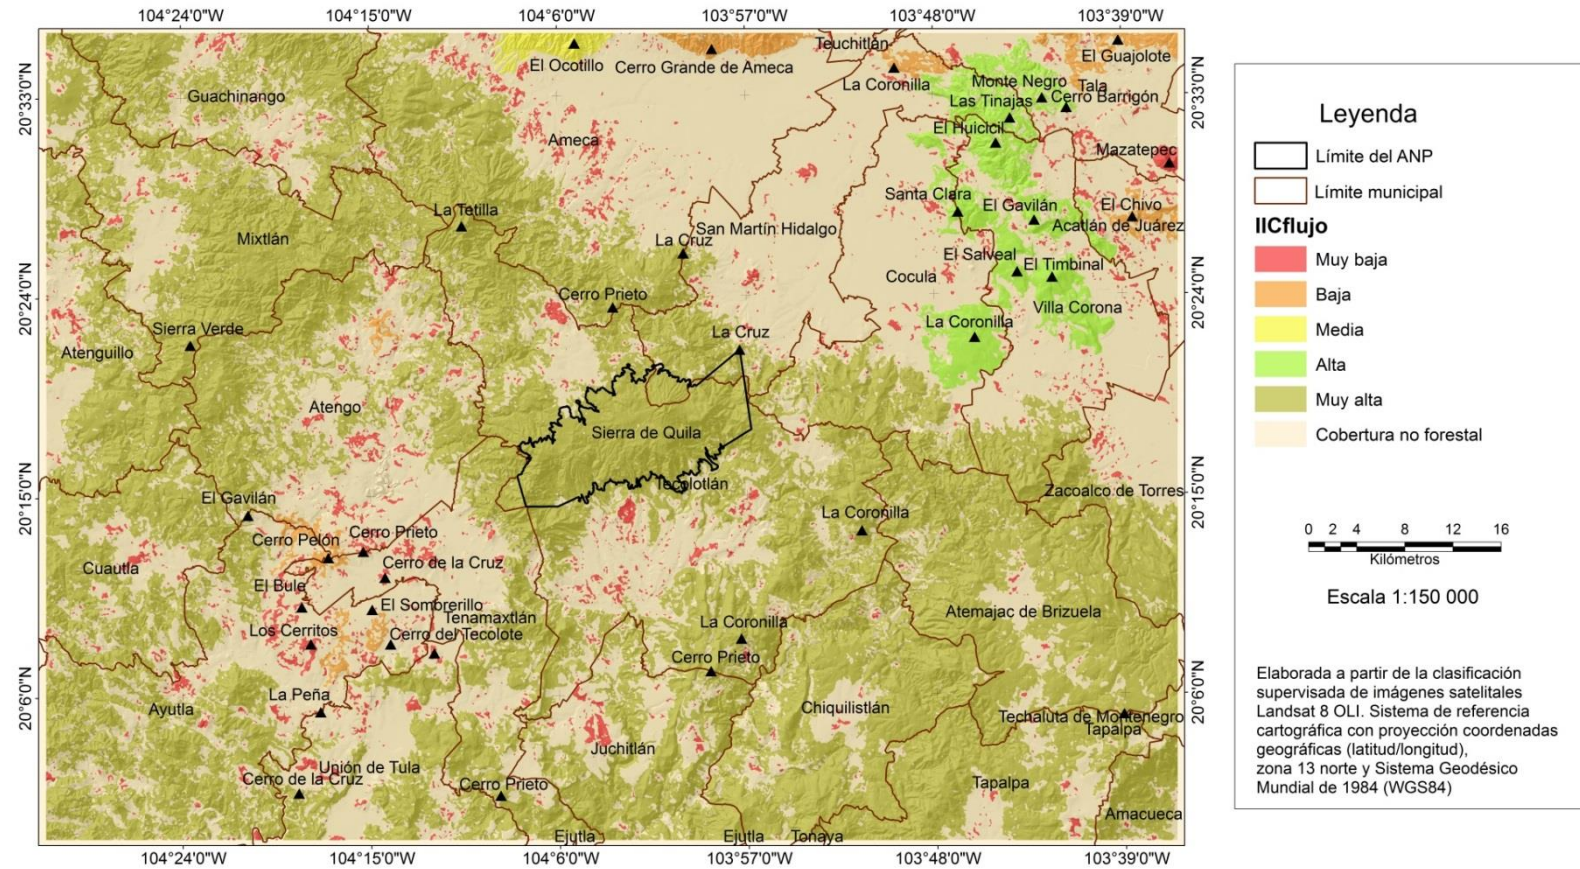 104°24'0"W
104°15'0"W
104°6'0"W
103°57'0"W
103°48'0"W
103°39'0"W
20°33'0"N
20°24'0"N
20°15'0"N
20°6'0"N
20°33'0"N
20°24'0"N
20°15'0"N
20°6'0"N
Teuchitlán
El Guajolote
El Ocotillo
Cerro Grande de Ameca
La Coronilla
Monte Negro
Tala
Guachinango
Las Tinajas
Cerro Barrigón
El Huicicil
Ameca
Mazatepec
Santa Clara
El Gavilán
El Chivo
La Tetilla
Acatlán de Juárez
San Martín Hidalgo
Mixtlán
La Cruz
El Salveal
El Timbinal
Cocula
Cerro Prieto
Villa Corona
Sierra Verde
La Coronilla
La Cruz
Atenguillo
Atengo
Sierra de Quila
Tecolotlán
Zacoalco de Torres
El Gavilán
La Coronilla
Cerro Pelón
Cerro Prieto
Cuautla
Cerro de la Cruz
El Bule
El Somorerillo
Tenamaxtlán
Atemajac de Brizuela
Los Cerritos
Cerro del Tecolote
La Coronilla
Cerro Prieto
La Peña
Ayutla
Chiquilistlán
Techaluta de Montenegro
Tapalpa
Juchitlán
Unión de Tula
Cerro de la Cruz
Cerro Prieto
Tapalpa
Amacueca
Ejutla
Ejutla
Tonaya
104°24'0"W
104°15'0"W
104°6'0"W
103°57'0"W
103°48'0"W
103°39'0"W
Leyenda
Límite del ANP
Límite municipal
IICflujo
Muy baja
Baja
Media
Alta
Muy alta
Cobertura no forestal
0 2 4 8 12 16
Kilómetros
Escala 1:150 000
Elaborada a partir de la clasificación
supervisada de imágenes satelitales
Landsat 8 OLI. Sistema de referencia
cartográfica con proyección coordenadas
geográficas (latitud/longitud),
zona 13 norte y Sistema Geodésico
Mundial de 1984 (WGS84)